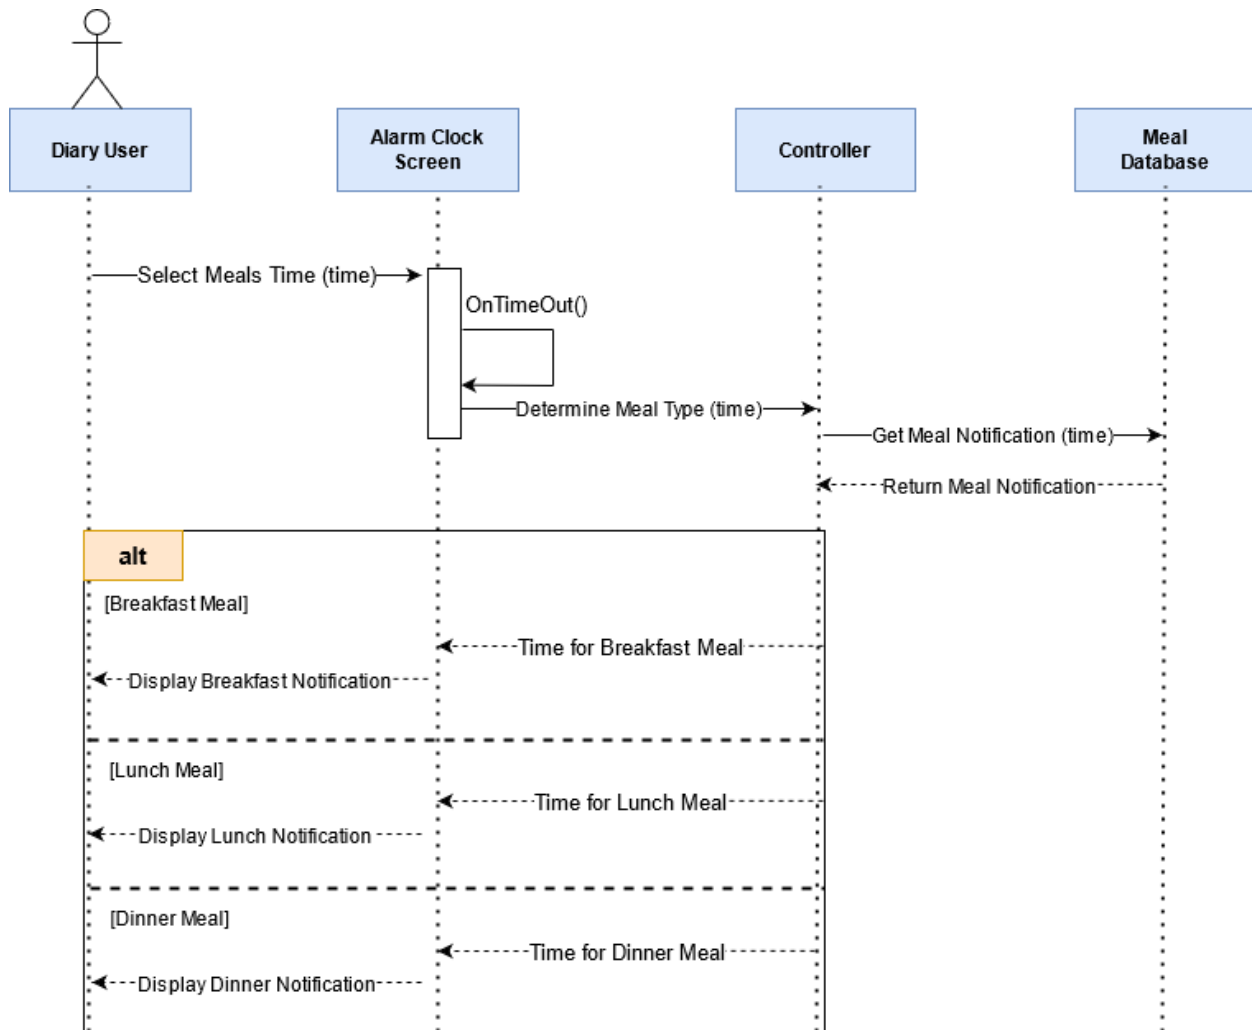 Diary User
Alarm Clock
Screen
Controller
Meal
Database
Select Meals Time (time)
OnTimeOut()
Determine Meal Type (time)
Get Meal Notification (time)
Return Meal Notification
alt
[Breakfast Meal]
Time for Breakfast Meal
Display Breakfast Notification
[Lunch Meal]
Time for Lunch Meal
Display Lunch Notification
[Dinner Meal]
Time for Dinner Meal
Display Dinner Notification